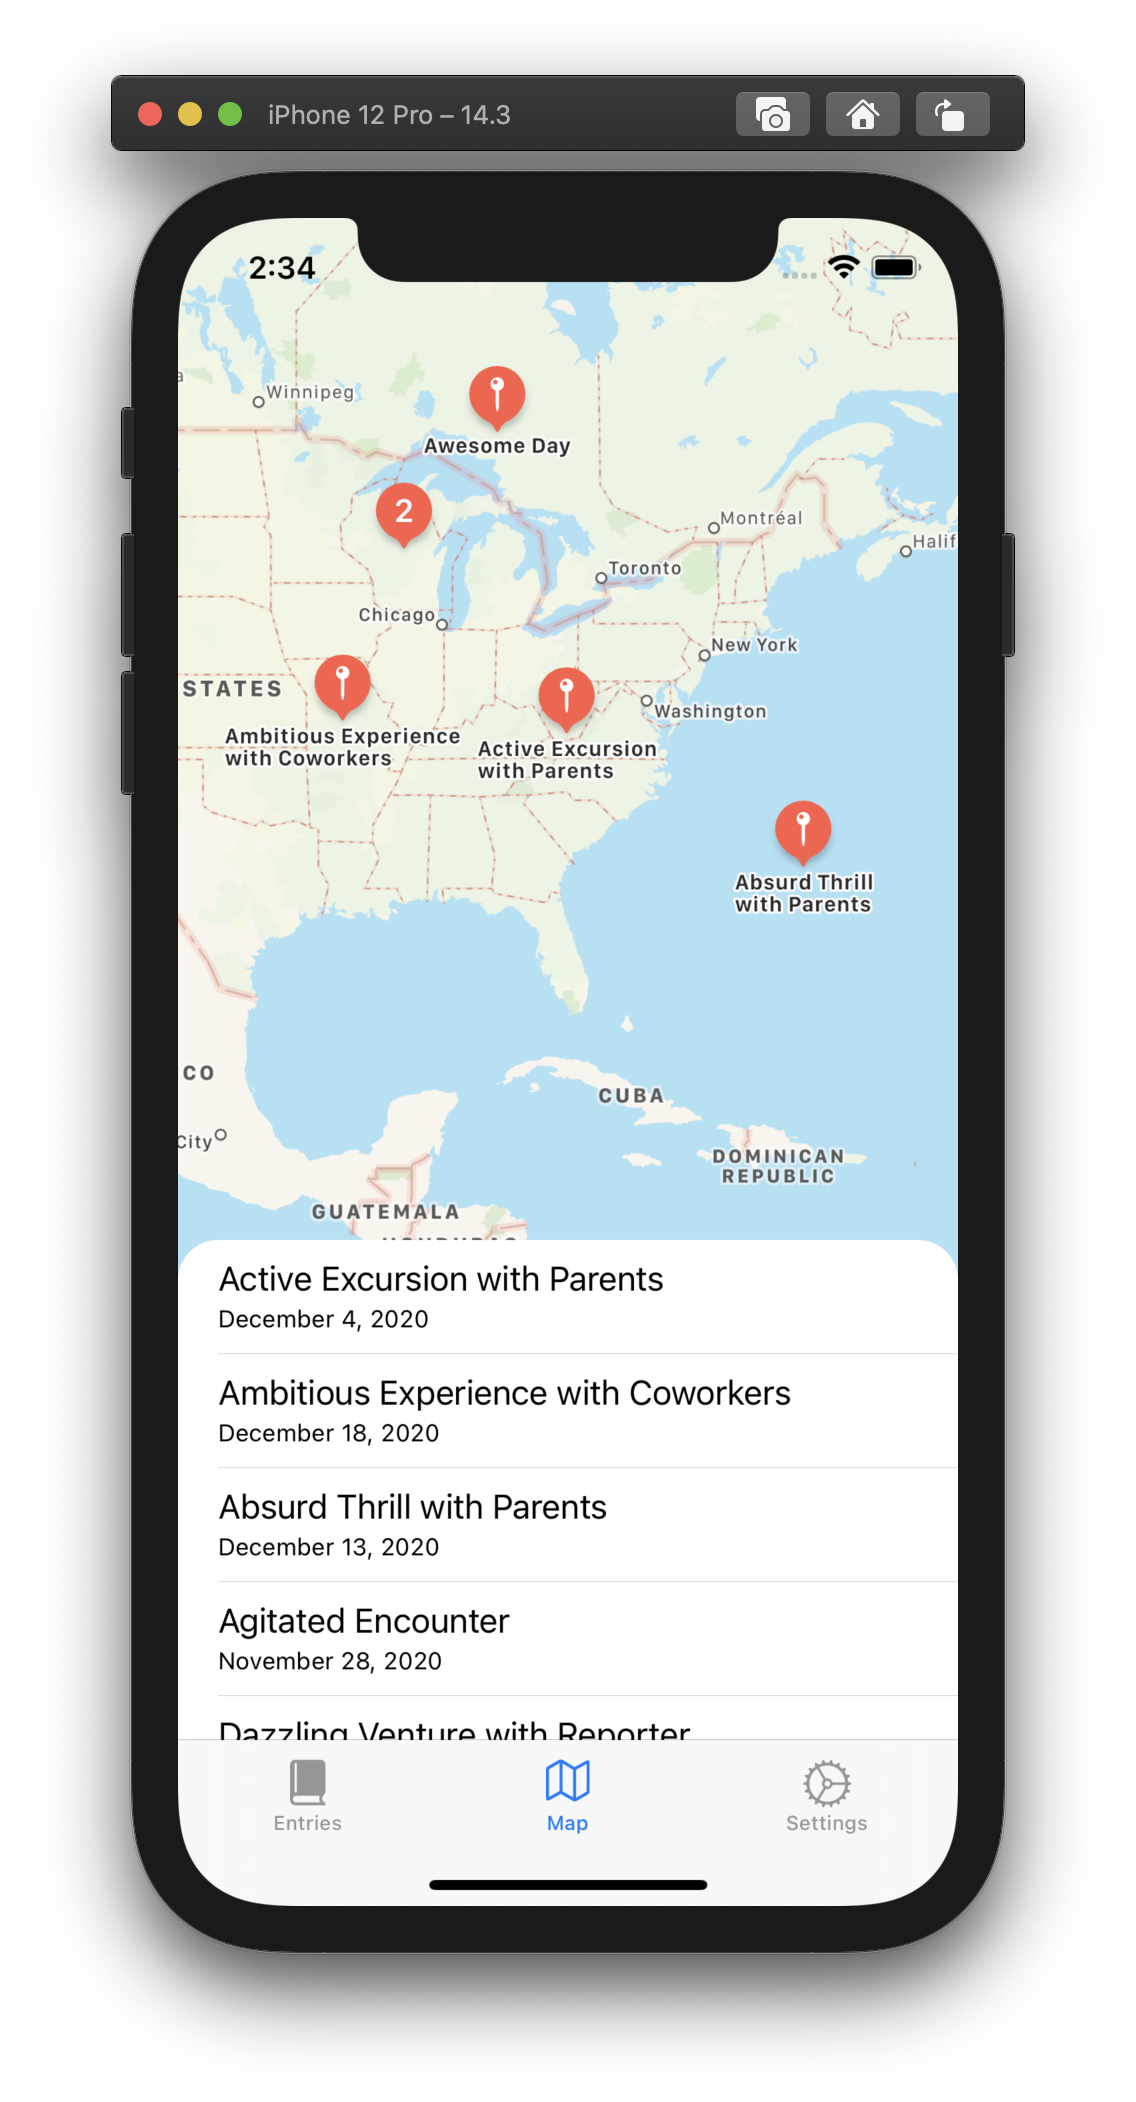 iPhone 12 Pro – 14.3
2:34
Winnipeg
Awesome Day
2
Montréal
Halif
Toronto
Chicago
New York
STATES
Washington
Ambitious Experience
with Coworkers
Active Excursion
with Parents
Absurd Thrill
with Parents
CO
CUBA
City
DOMINICAN
REPUBLIC
GUATEMALA
HONDURAS
Active Excursion with Parents
December 4, 2020
Ambitious Experience with Coworkers
December 18, 2020
Absurd Thrill with Parents
December 13, 2020
Agitated Encounter
November 28, 2020
Dazzling Venture with Reporter
Entries
Map
Settings